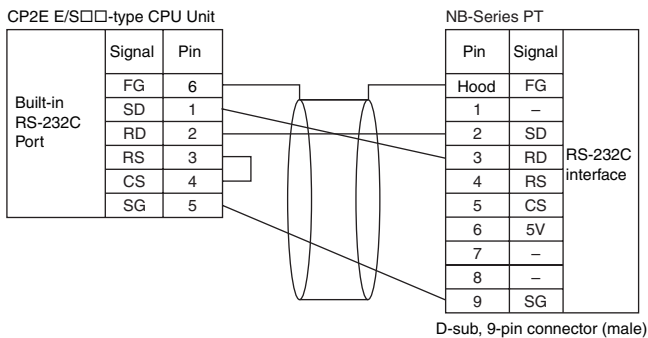 CP2E E/S□□-type CPU Unit
NB-Series PT
Built-in
RS-232C
Port
Signal Pin
FG 6
SD 1
RD 2
RS 3
CS 4
SG 5
Pin Signal
Hood FG
1 –
2 SD
3 RD
4 RS
5 CS
6 5V
7 –
8 –
9 SG
RS-232C
interface
D-sub, 9-pin connector (male)